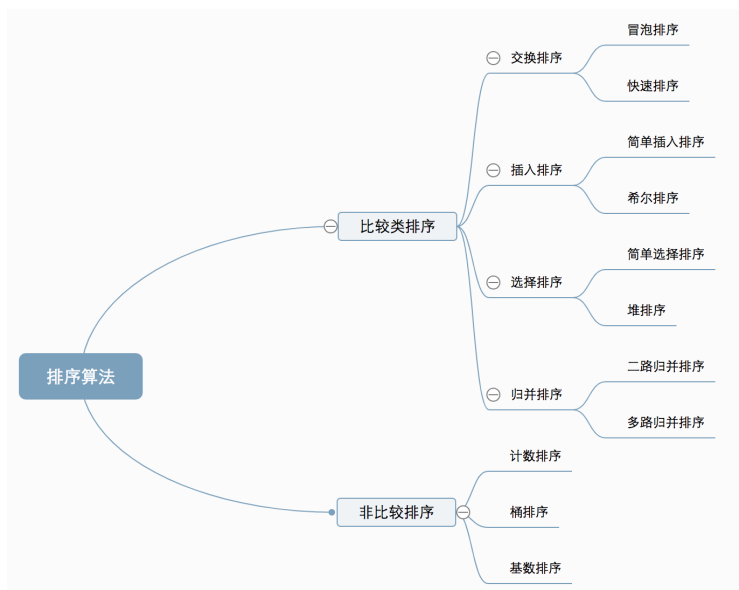 排序算法
比较类排序
交换排序
冒泡排序
快速排序
插入排序
简单插入排序
希尔排序
选择排序
简单选择排序
堆排序
归并排序
二路归并排序
多路归并排序
非比较排序
计数排序
桶排序
基数排序